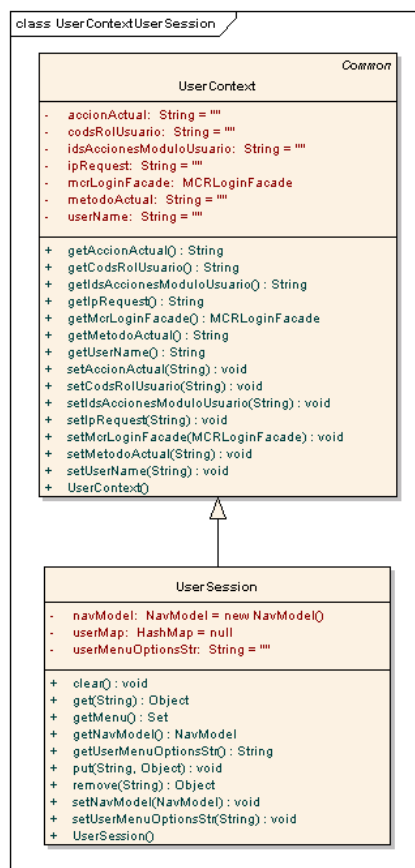 class UserContextUserSession
Common
UserContext
- accionActual: String = ""
- codsRolUsuario: String = ""
- idsAccionesModuloUsuario: String = ""
- ipRequest: String = ""
- mcrLoginFacade: MCRLoginFacade
- metodoActual: String = ""
- userName: String = ""
+ getAccionActual() : String
+ getCodsRolUsuario() : String
+ getIdsAccionesModuloUsuario() : String
+ getIpRequest() : String
+ getMcrLoginFacade() : MCRLoginFacade
+ getMetodoActual() : String
+ getUserName() : String
+ setAccionActual(String) : void
+ setCodsRolUsuario(String) : void
+ setIdsAccionesModuloUsuario(String) : void
+ setIpRequest(String) : void
+ setMcrLoginFacade(MCRLoginFacade) : void
+ setMetodoActual(String) : void
+ setUserName(String) : void
+ UserContext()
UserSession
- navModel: NavModel = new NavModel()
- userMap: HashMap = null
- userMenuOptionsStr: String = ""
+ clear() : void
+ get(String) : Object
+ getMenu() : Set
+ getNavModel() : NavModel
+ getUserMenuOptionsStr() : String
+ put(String, Object) : void
+ remove(String) : Object
+ setNavModel(NavModel) : void
+ setUserMenuOptionsStr(String) : void
+ UserSession()